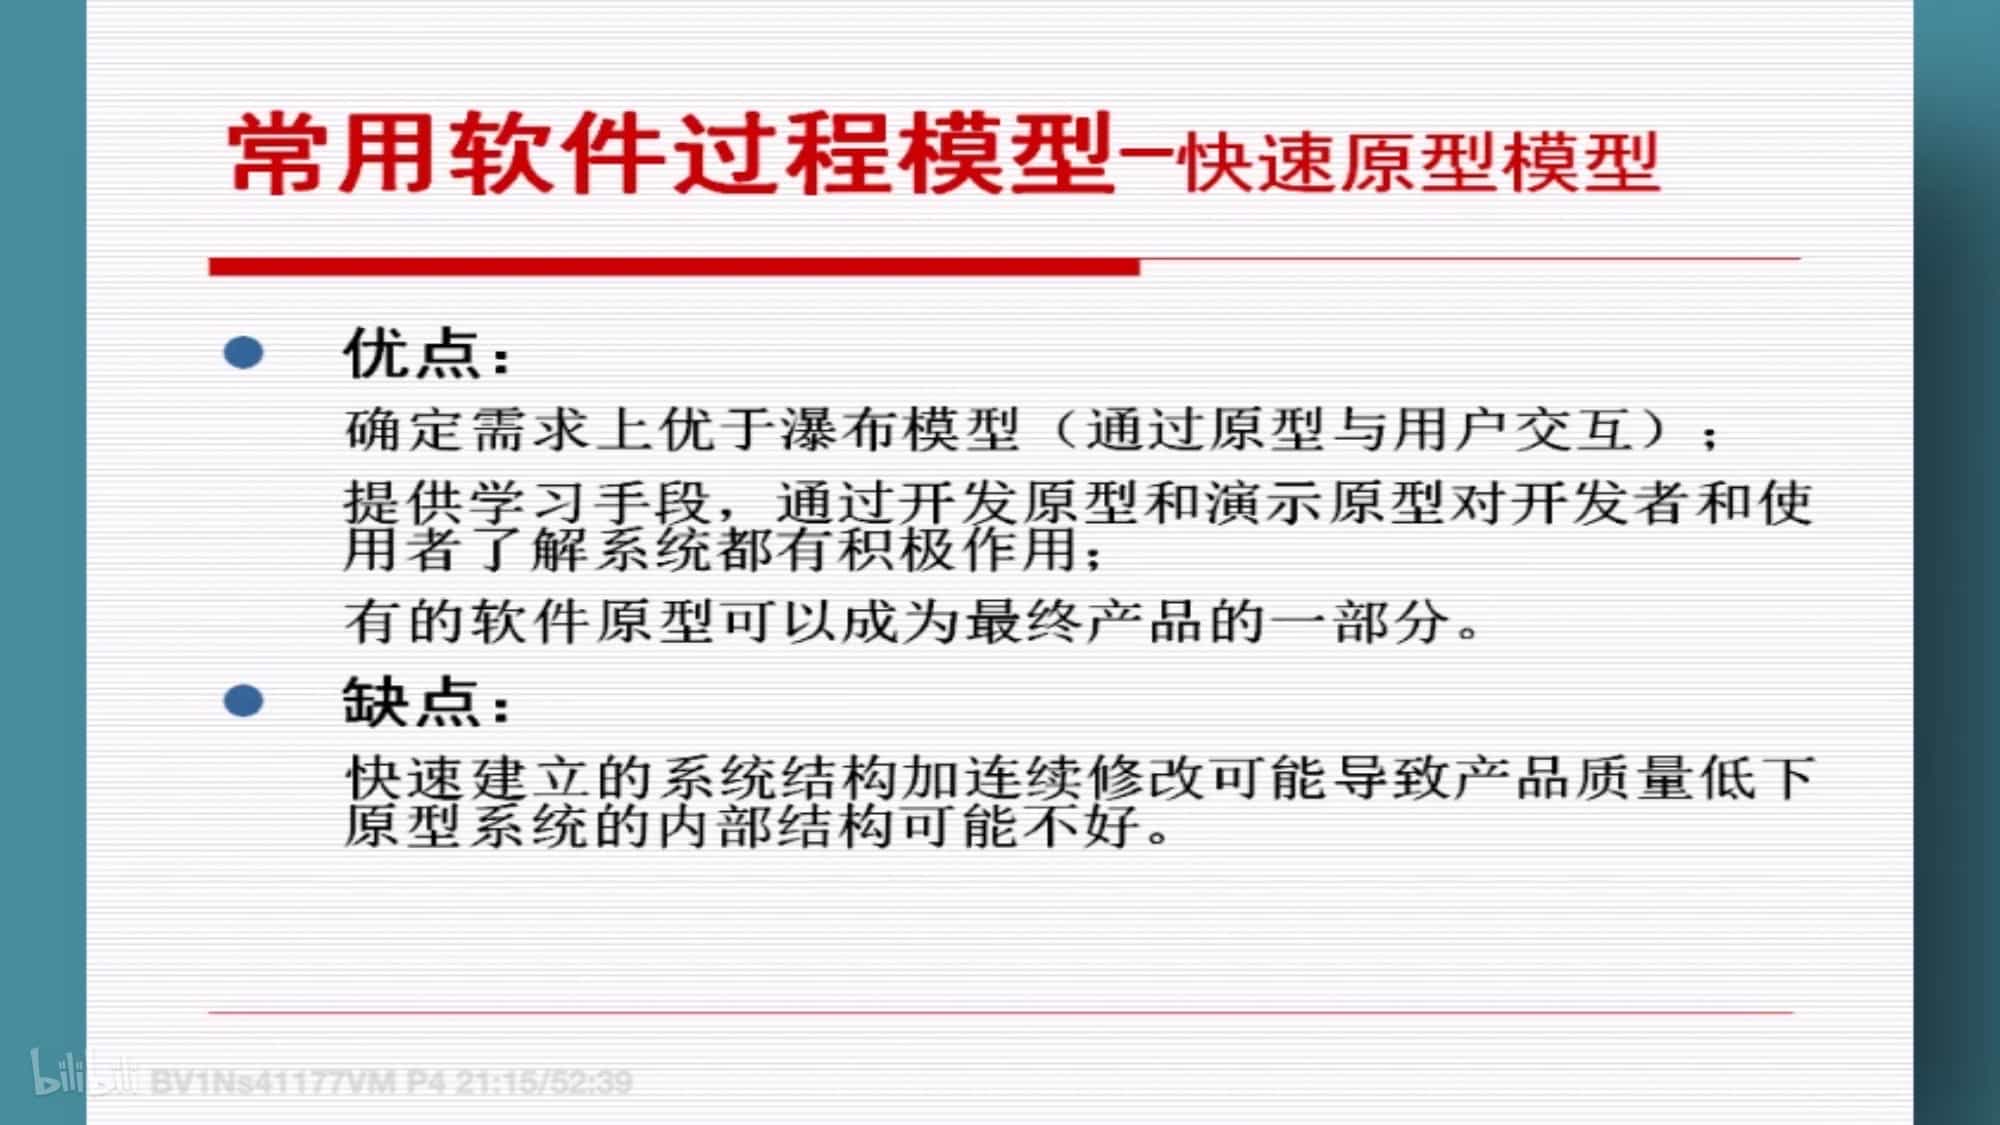 常用软件过程模型–快速原型模型
优点：
确定需求上优于瀑布模型（通过原型与用户交互）；
提供学习手段，通过开发原型和演示原型对开发者和使
用者了解系统都有积极作用；
有的软件原型可以成为最终产品的一部分。
缺点：
快速建立的系统结构加连续修改可能导致产品质量低下
原型系统的内部结构可能不好。
bilibili BV1Ns41177VM P4 21:15/52:39